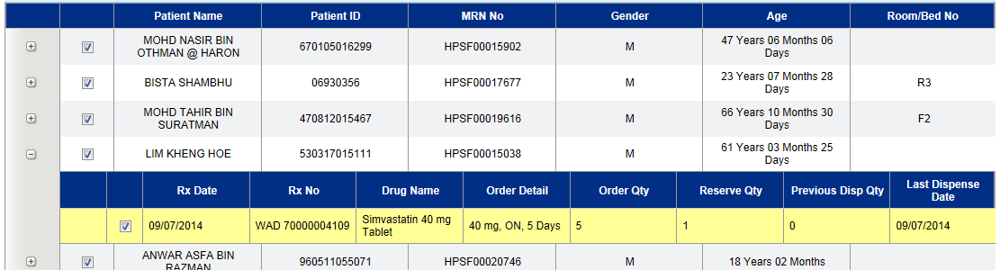 Patient Name Patient ID MRN No Gender Age Room/Bed No
MOHD NASIR BIN
OTHMAN @ HARON 670105016299 HPSF00015902 M 47 Years 06 Months 06
Days
BISTA SHAMBHU 06930356 HPSF00017677 M 23 Years 07 Months 28
Days R3
MOHD TAHIR BIN
SURATMAN 470812015467 HPSF00019616 M 66 Years 10 Months 30
Days F2
LIM KHENG HOE 530317015111 HPSF00015038 M 61 Years 03 Months 25
Days
Rx Date Rx No Drug Name Order Detail Order Qty Reserve Qty Previous Disp Qty Last Dispense
Date
09/07/2014 WAD 70000004109 Simvastatin 40 mg
Tablet 40 mg, ON, 5 Days 5 1 0 09/07/2014
ANWAR ASFA BIN
RAZMAN 960511055071 HPSF00020746 M 18 Years 02 Months